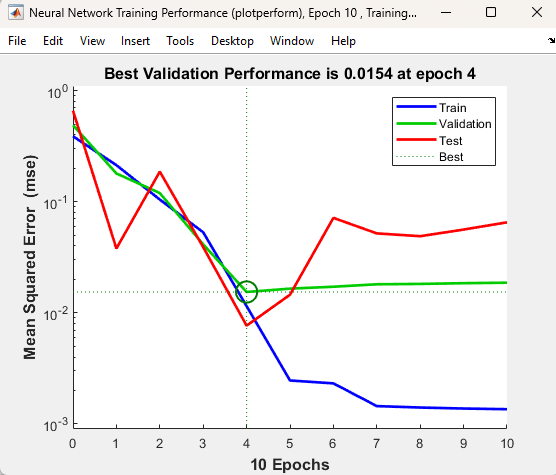 Neural Network Training Performance (plotperform), Epoch 10 , Training...
File Edit View Insert Tools Desktop Window Help
Best Validation Performance is 0.0154 at epoch 4
Train
Validation
Test
Best
10⁰
10⁻¹
10⁻²
10⁻³
Mean Squared Error (mse)
0 1 2 3 4 5 6 7 8 9 10
10 Epochs